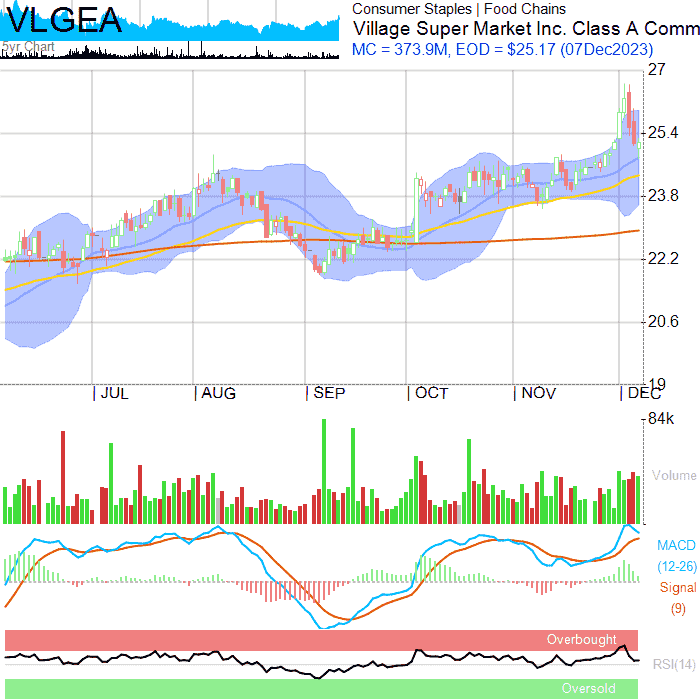 VLGEA
5yr Chart
Consumer Staples | Food Chains
Village Super Market Inc. Class A Comm
MC = 373.9M, EOD = $25.17 (07Dec2023)
27
25.4
23.8
22.2
20.6
19
JUL AUG SEP OCT NOV DEC
84k
Volume
MACD
(12-26)
Signal
(9)
Overbought
RSI(14)
Oversold